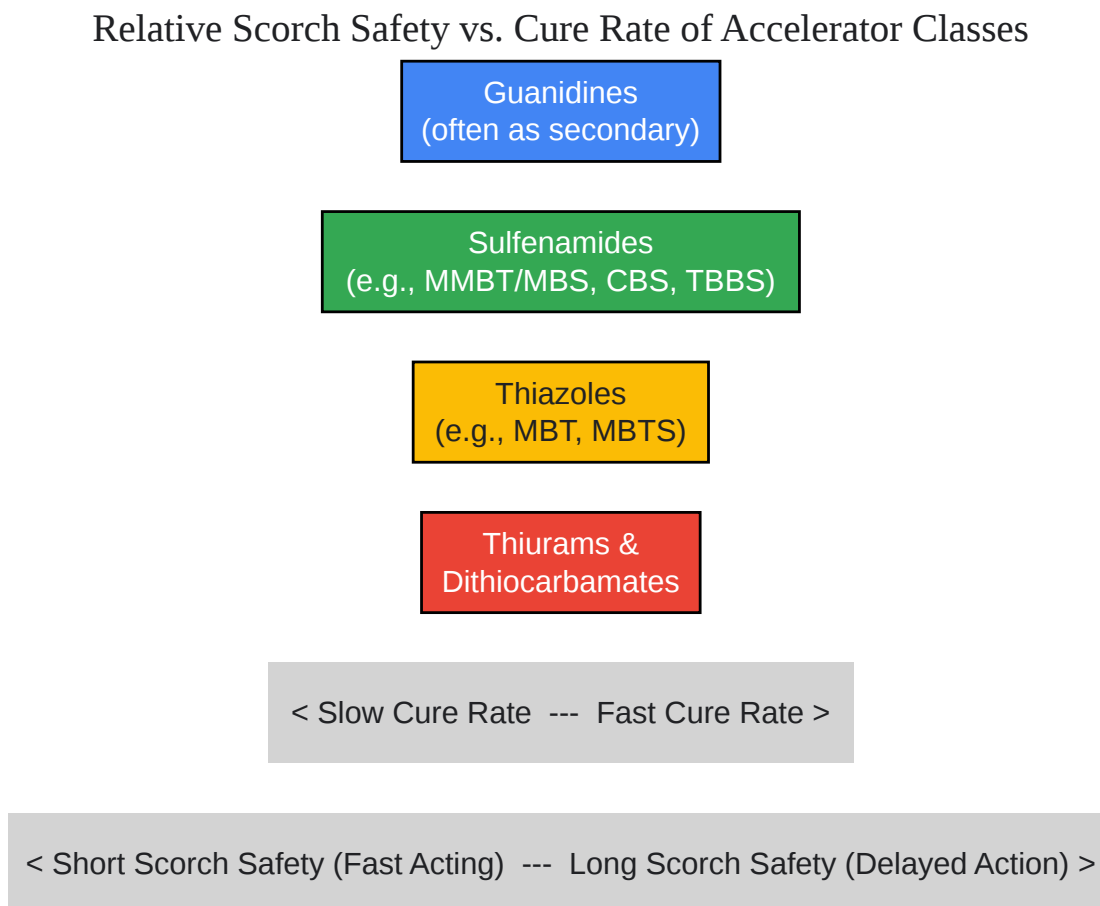 Relative Scorch Safety vs. Cure Rate of Accelerator Classes
Guanidines
(often as secondary)
Sulfenamides
(e.g., MMBT/MBS, CBS, TBBS)
Thiazoles
(e.g., MBT, MBTS)
Thiurams &
Dithiocarbamates
< Slow Cure Rate --- Fast Cure Rate >
< Short Scorch Safety (Fast Acting) --- Long Scorch Safety (Delayed Action) >